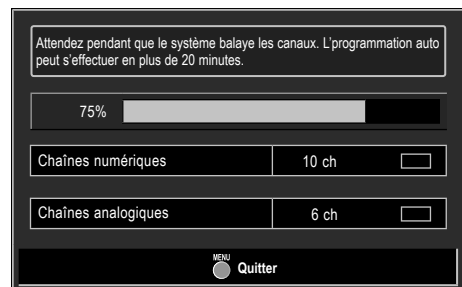 Attendez pendant que le système balaye les canaux. L'programmation auto
peut s'effectuer en plus de 20 minutes.
75%
Chaînes numériques 10 ch
Chaînes analogiques 6 ch
MENU
Quitter